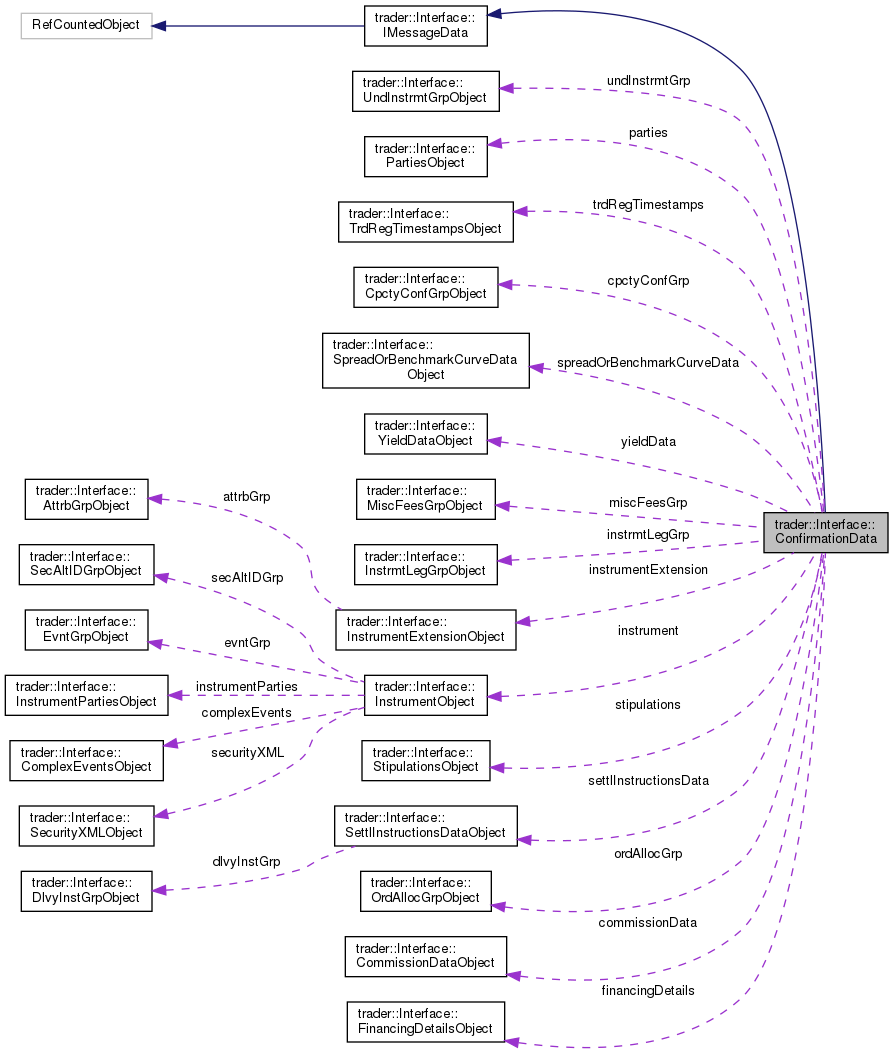 RefCountedObject
trader::Interface::
IMessageData
undInstrmtGrp
trader::Interface::
UndInstrmtGrpObject
parties
trader::Interface::
PartiesObject
trdRegTimestamps
trader::Interface::
TrdRegTimestampsObject
cpctyConfGrp
trader::Interface::
CpctyConfGrpObject
spreadOrBenchmarkCurveData
trader::Interface::
SpreadOrBenchmarkCurveData
Object
yieldData
trader::Interface::
YieldDataObject
attrbGrp
trader::Interface::
AttrbGrpObject
miscFeesGrp
trader::Interface::
MiscFeesGrpObject
trader::Interface::
ConfirmationData
instrmtLegGrp
trader::Interface::
InstrmtLegGrpObject
secAltIDGrp
trader::Interface::
SecAltIDGrpObject
instrumentExtension
trader::Interface::
InstrumentExtensionObject
evntGrp
trader::Interface::
EvntGrpObject
instrument
trader::Interface::
InstrumentObject
instrumentParties
trader::Interface::
InstrumentPartiesObject
complexEvents
trader::Interface::
ComplexEventsObject
stipulations
trader::Interface::
StipulationsObject
securityXML
trader::Interface::
SecurityXMLObject
settlInstructionsData
trader::Interface::
SettlInstructionsDataObject
dlvyInstGrp
trader::Interface::
DlvyInstGrpObject
ordAllocGrp
trader::Interface::
OrdAllocGrpObject
commissionData
trader::Interface::
CommissionDataObject
financingDetails
trader::Interface::
FinancingDetailsObject